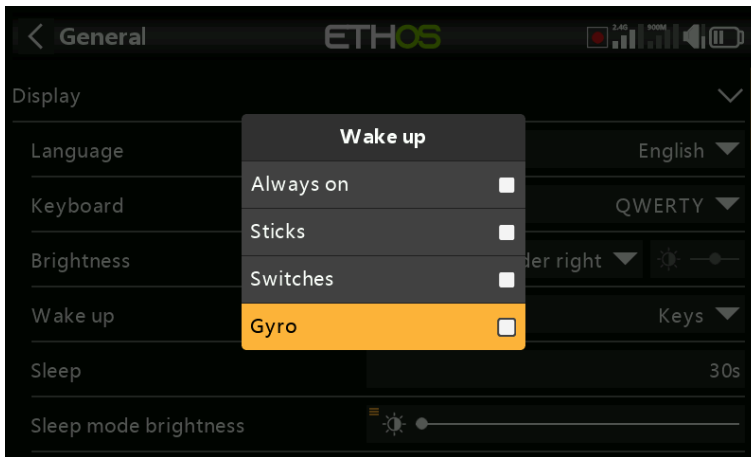 General
ETHOS
2.4G
900M
Display
Wake up
Language
English
Always on
Keyboard
QWERTY
Sticks
Brightness
der right
Switches
Wake up
Keys
Gyro
Sleep
30s
Sleep mode brightness